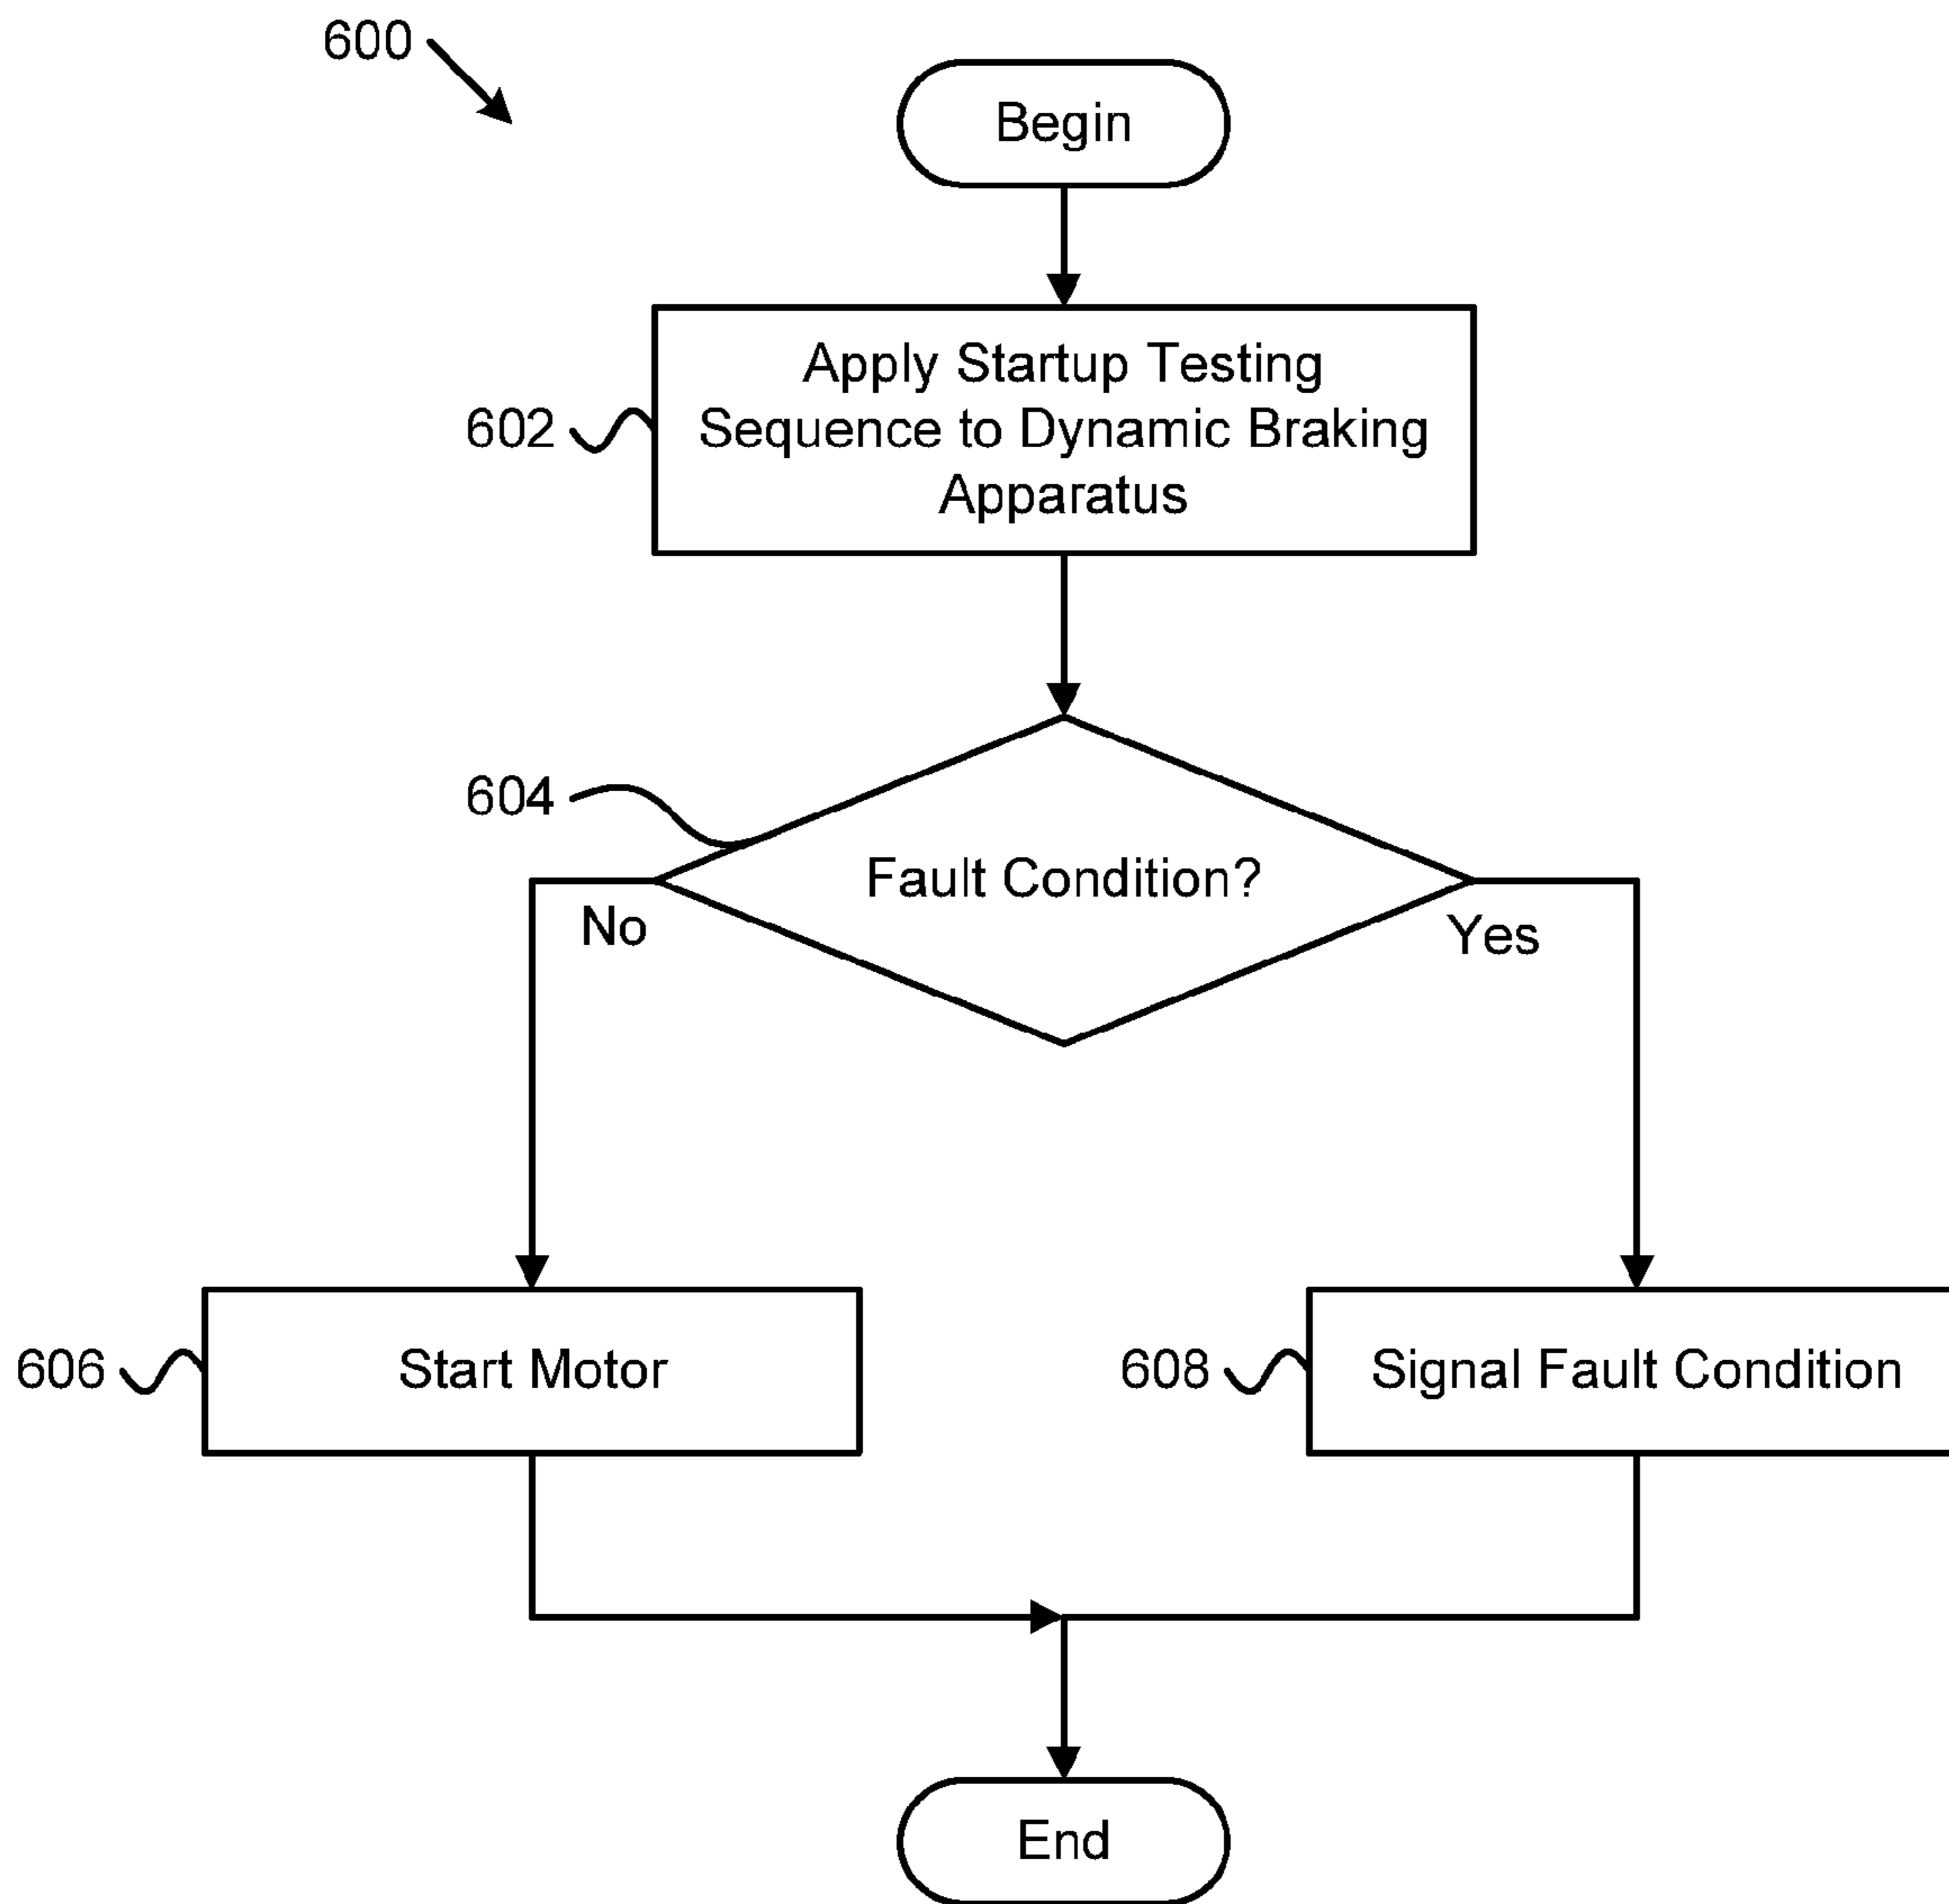 600
Begin
Apply Startup Testing
602
Sequence to Dynamic Braking
Apparatus
604
Fault Condition?
No
Yes
606
Start Motor
608
Signal Fault Condition
End